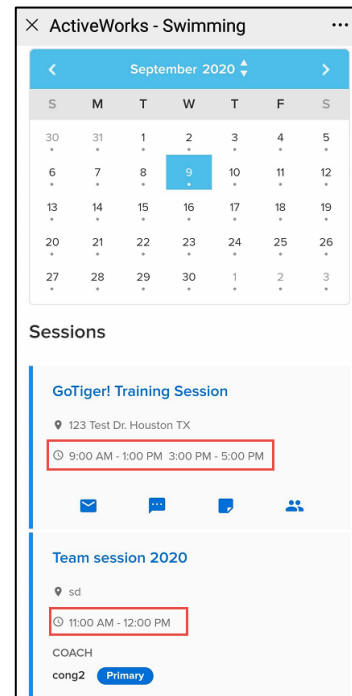 ActiveWorks - Swimming
September 2020
S M T W T F S
30 31 1 2 3 4 5
6 7 8 9 10 11 12
13 14 15 16 17 18 19
20 21 22 23 24 25 26
27 28 29 30 1 2 3
Sessions
GoTiger! Training Session
123 Test Dr. Houston TX
9:00 AM - 1:00 PM 3:00 PM - 5:00 PM
Team session 2020
sd
11:00 AM - 12:00 PM
COACH
cong2 Primary